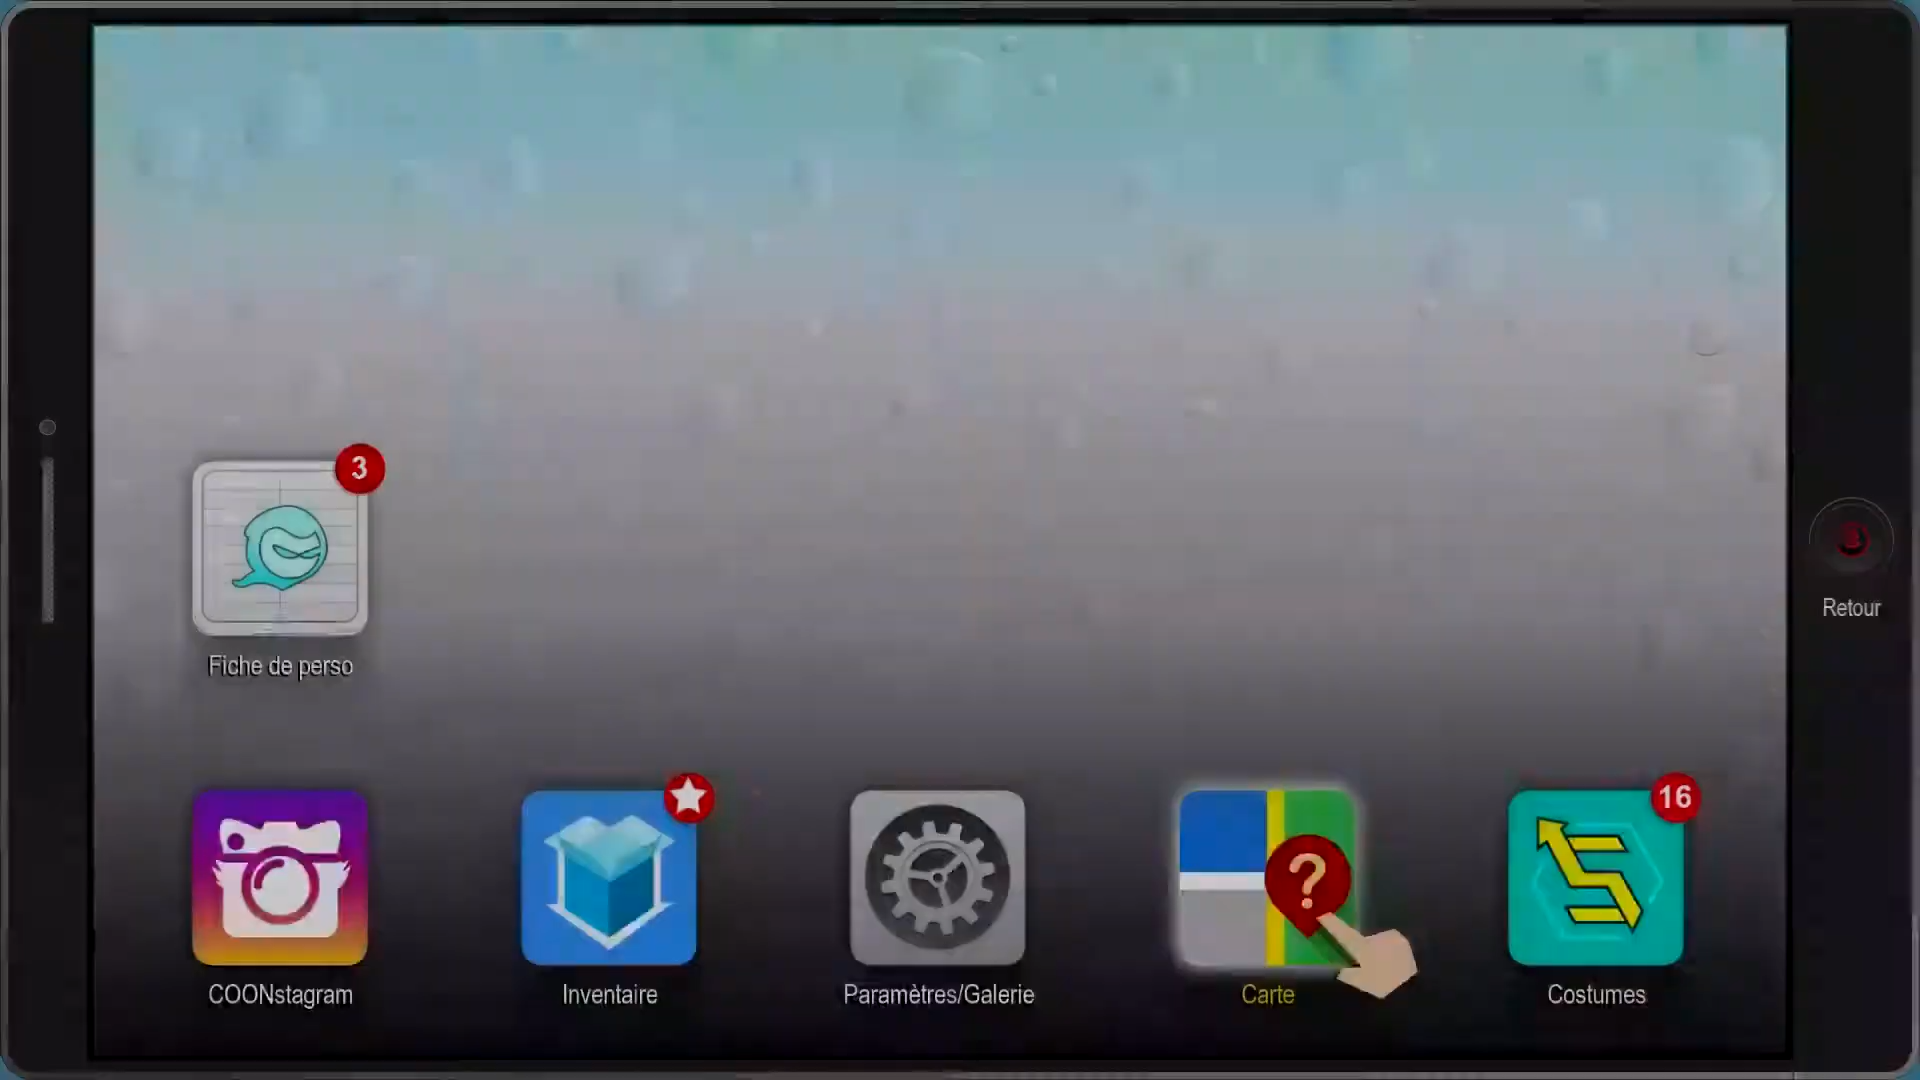 3
Retour
Fiche de perso
16
?
COONstagram
Inventaire
Paramètres/Galerie
Carte
Costumes